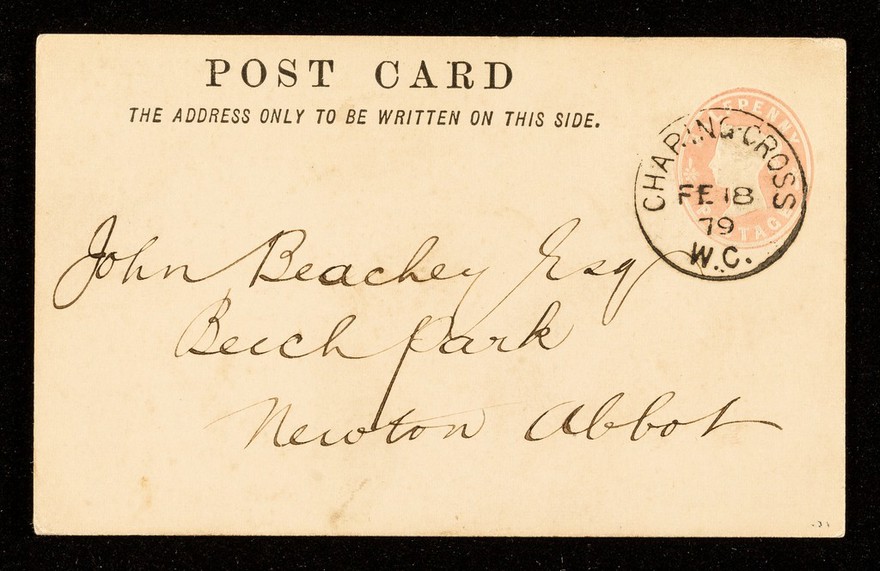 POST CARD
THE ADDRESS ONLY TO BE WRITTEN ON THIS SIDE.
PENNY
CHARING·CROSS
FE 18
79
W.C.
John Beachey Esq
Beech Park
Newton Abbot